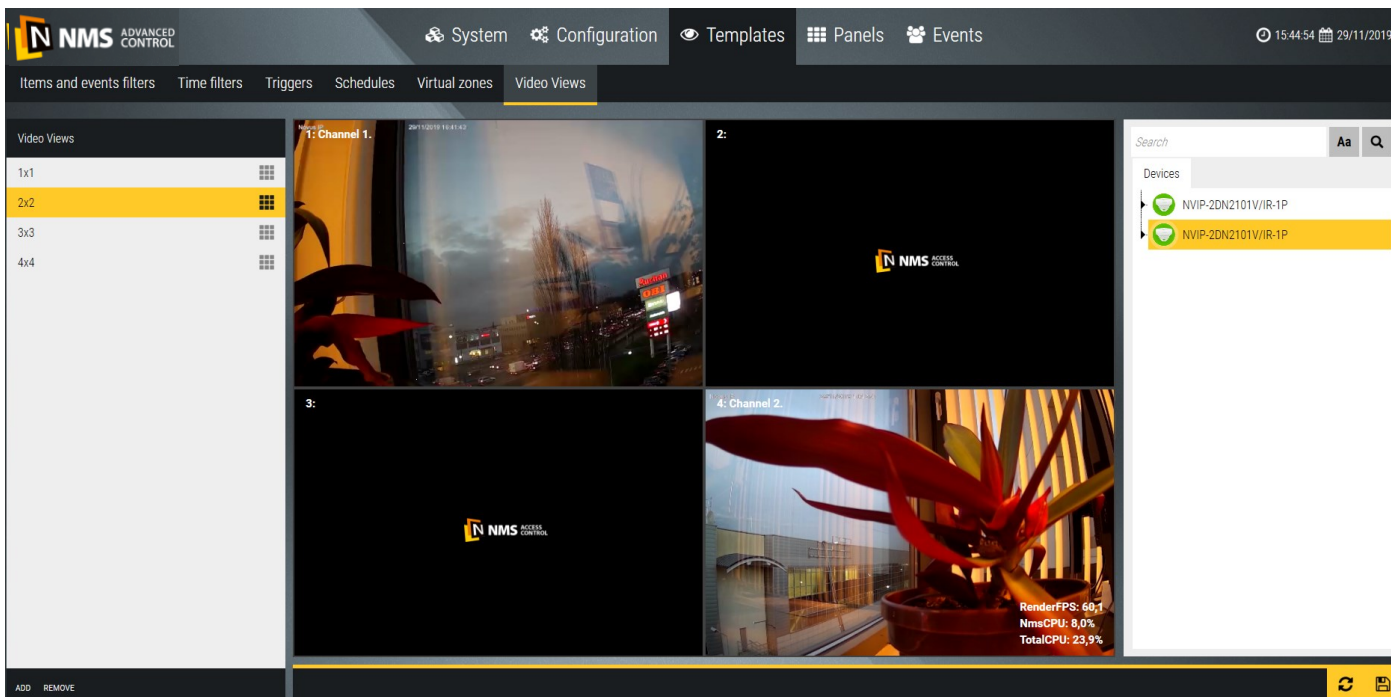 NMS ADVANCED CONTROL
System Configuration Templates Panels Events
15:44:54 29/11/2019
Items and events filters Time filters Triggers Schedules Virtual zones Video Views
Video Views
1x1
2x2
3x3
4x4
ADD REMOVE
1: Channel 1.
29/11/2019 16:41:43
2:
NMS ACCESS CONTROL
3:
NMS ACCESS CONTROL
4: Channel 2.
RenderFPS: 60,1
NmsCPU: 8,0%
TotalCPU: 23,9%
Search
Aa
Devices
NVIP-2DN2101V/IR-1P
NVIP-2DN2101V/IR-1P